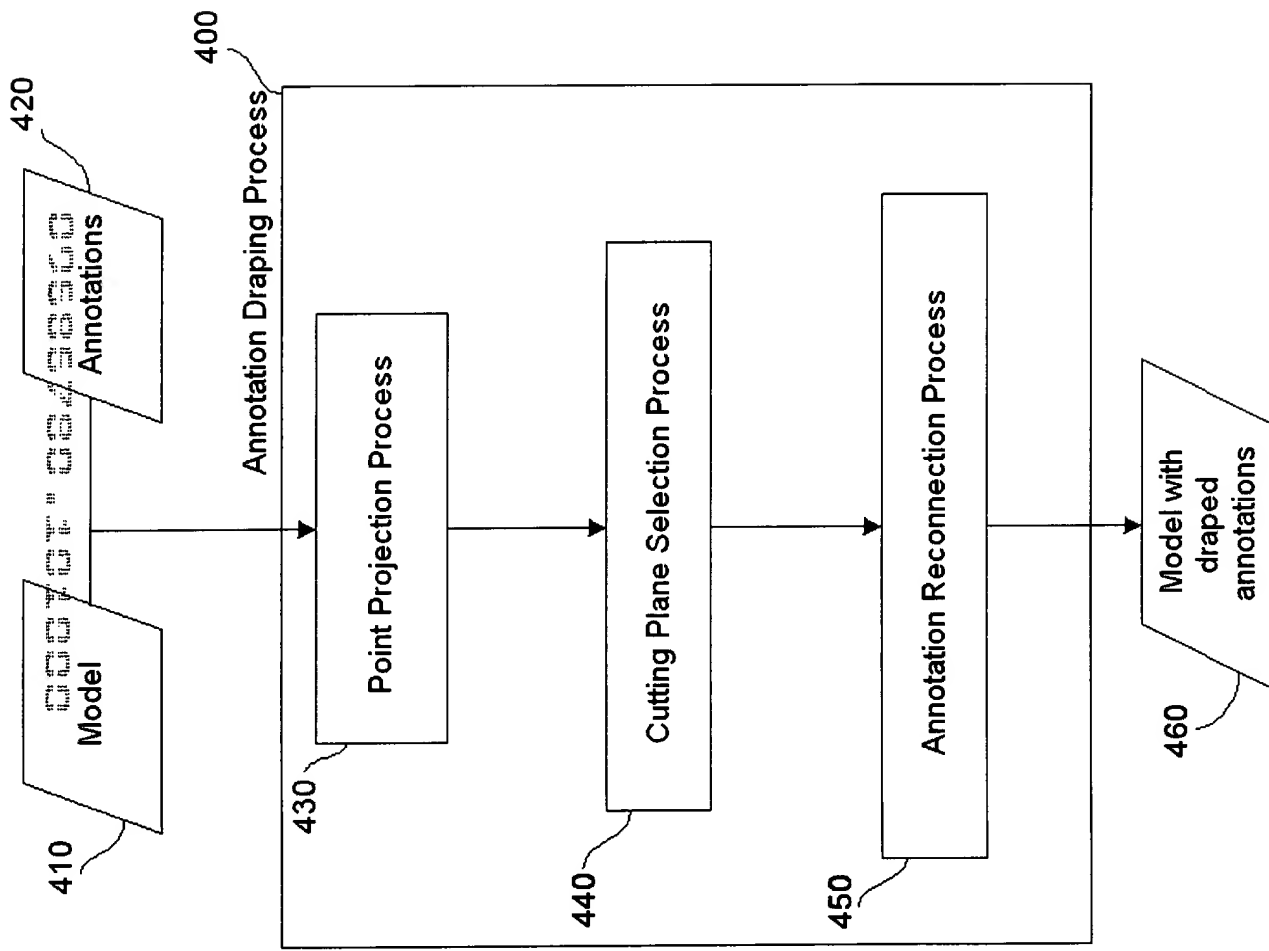 410
Model
Annotations
420
400
Annotation Draping Process
430
Point Projection Process
440
Cutting Plane Selection Process
450
Annotation Reconnection Process
460
Model with
draped
annotations